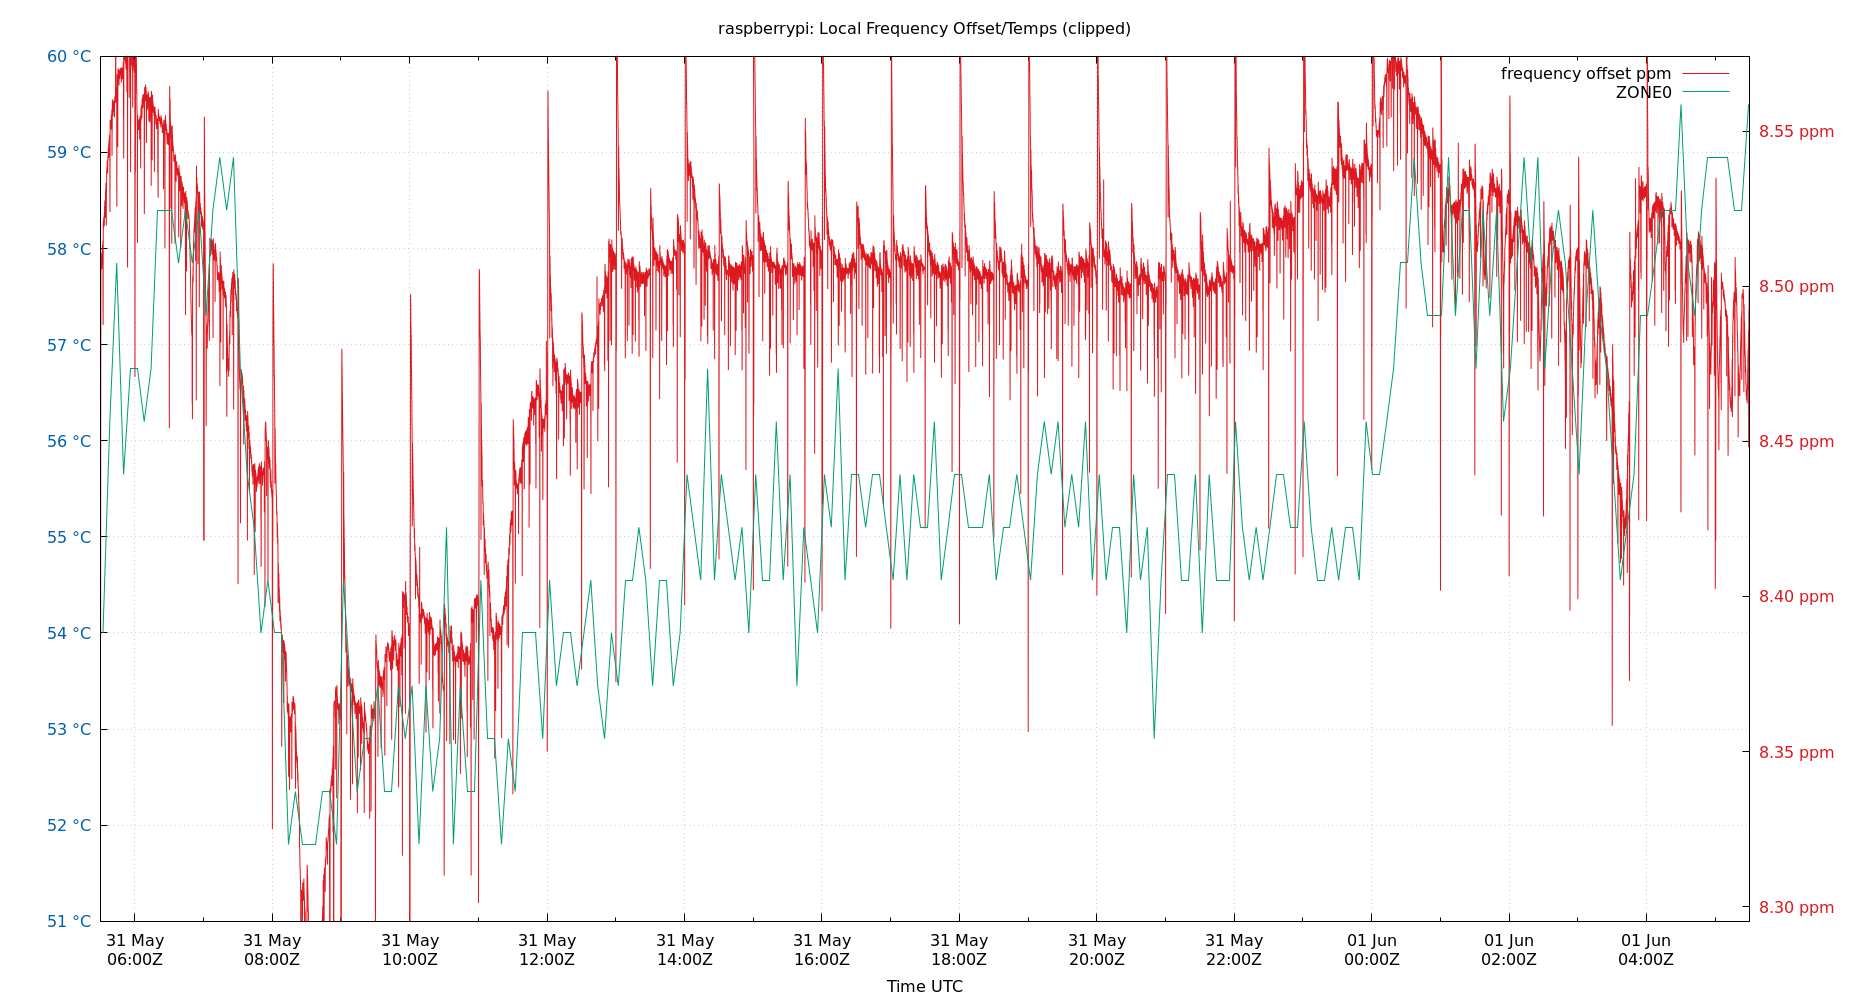 raspberrypi: Local Frequency Offset/Temps (clipped)
frequency offset ppm
ZONE0
60 °C
59 °C
58 °C
57 °C
56 °C
55 °C
54 °C
53 °C
52 °C
51 °C
8.55 ppm
8.50 ppm
8.45 ppm
8.40 ppm
8.35 ppm
8.30 ppm
31 May
06:00Z
31 May
08:00Z
31 May
10:00Z
31 May
12:00Z
31 May
14:00Z
31 May
16:00Z
31 May
18:00Z
31 May
20:00Z
31 May
22:00Z
01 Jun
00:00Z
01 Jun
02:00Z
01 Jun
04:00Z
Time UTC